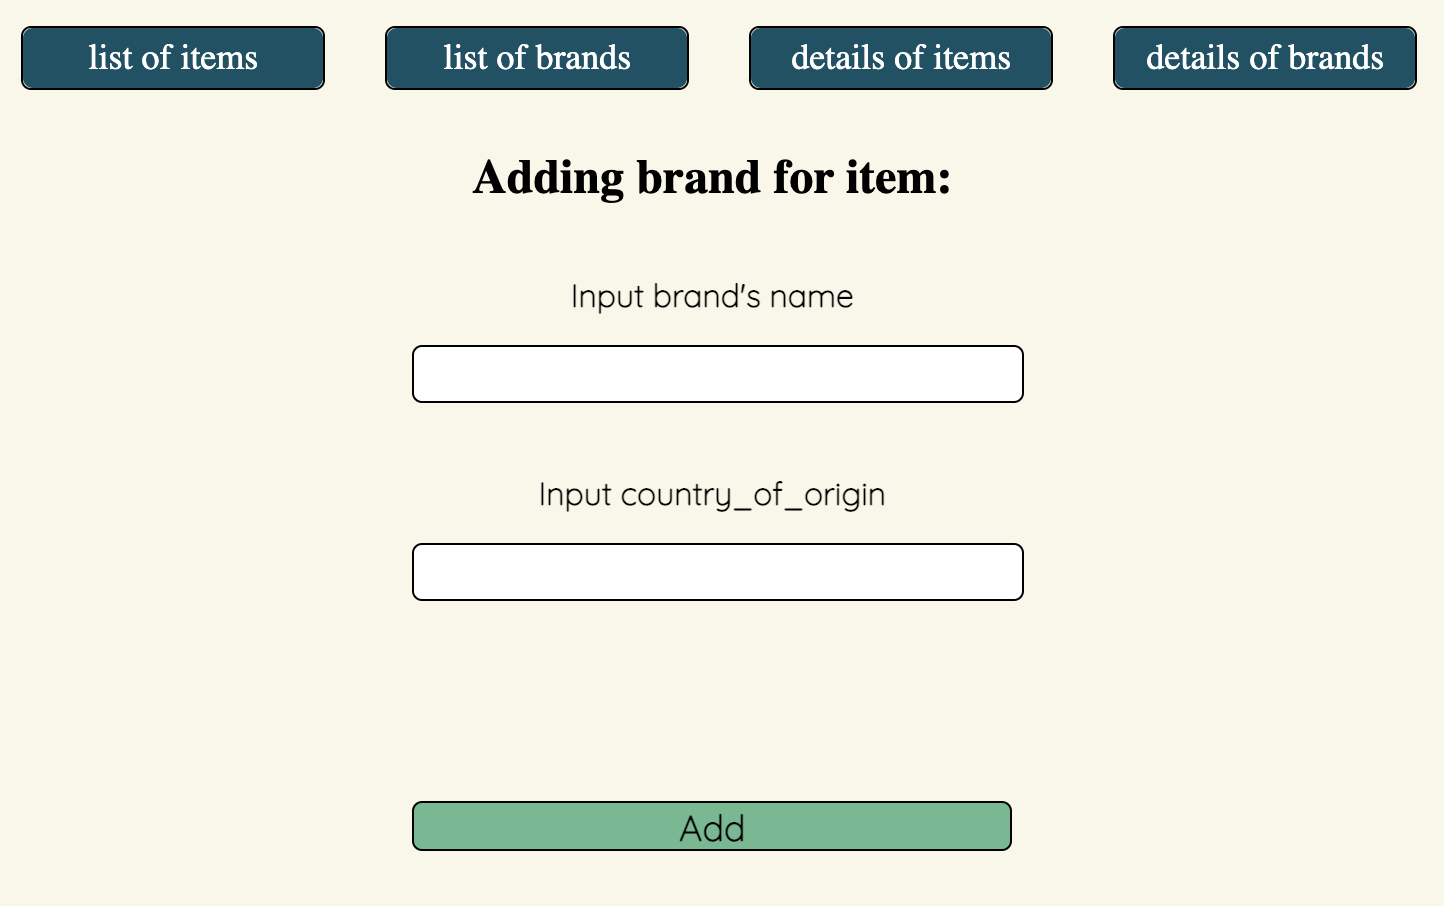 list of items
list of brands
details of items
details of brands
Adding brand for item:
Input brand's name
Input country_of_origin
Add